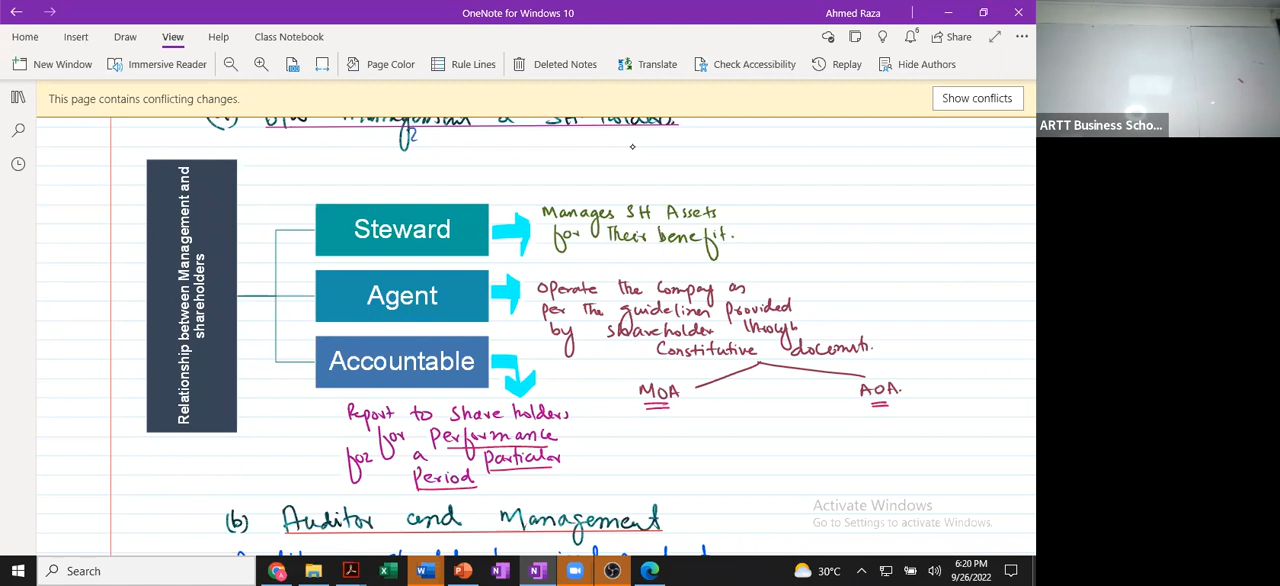 OneNote for Windows 10
Ahmed Raza
Home Insert Draw View Help Class Notebook
Share
New Window Immersive Reader Page Color Rule Lines Deleted Notes Translate Check Accessibility Replay Hide Authors
This page contains conflicting changes.
Show conflicts
ARTT Business Scho...
& SH holders.
Relationship between Management and
shareholders
Steward
Manages SH Assets
for Their benefit.
Agent
Operate the Company as
per The guidelines provided
by shareholder through
Constitutive
MOA
AOA.
Accountable
Report to Share holders
for performance
for a particular
Period
(b) Auditor and Management
Activate Windows
Go to Settings to activate Windows.
Search
30°C
6:20 PM
9/26/2022